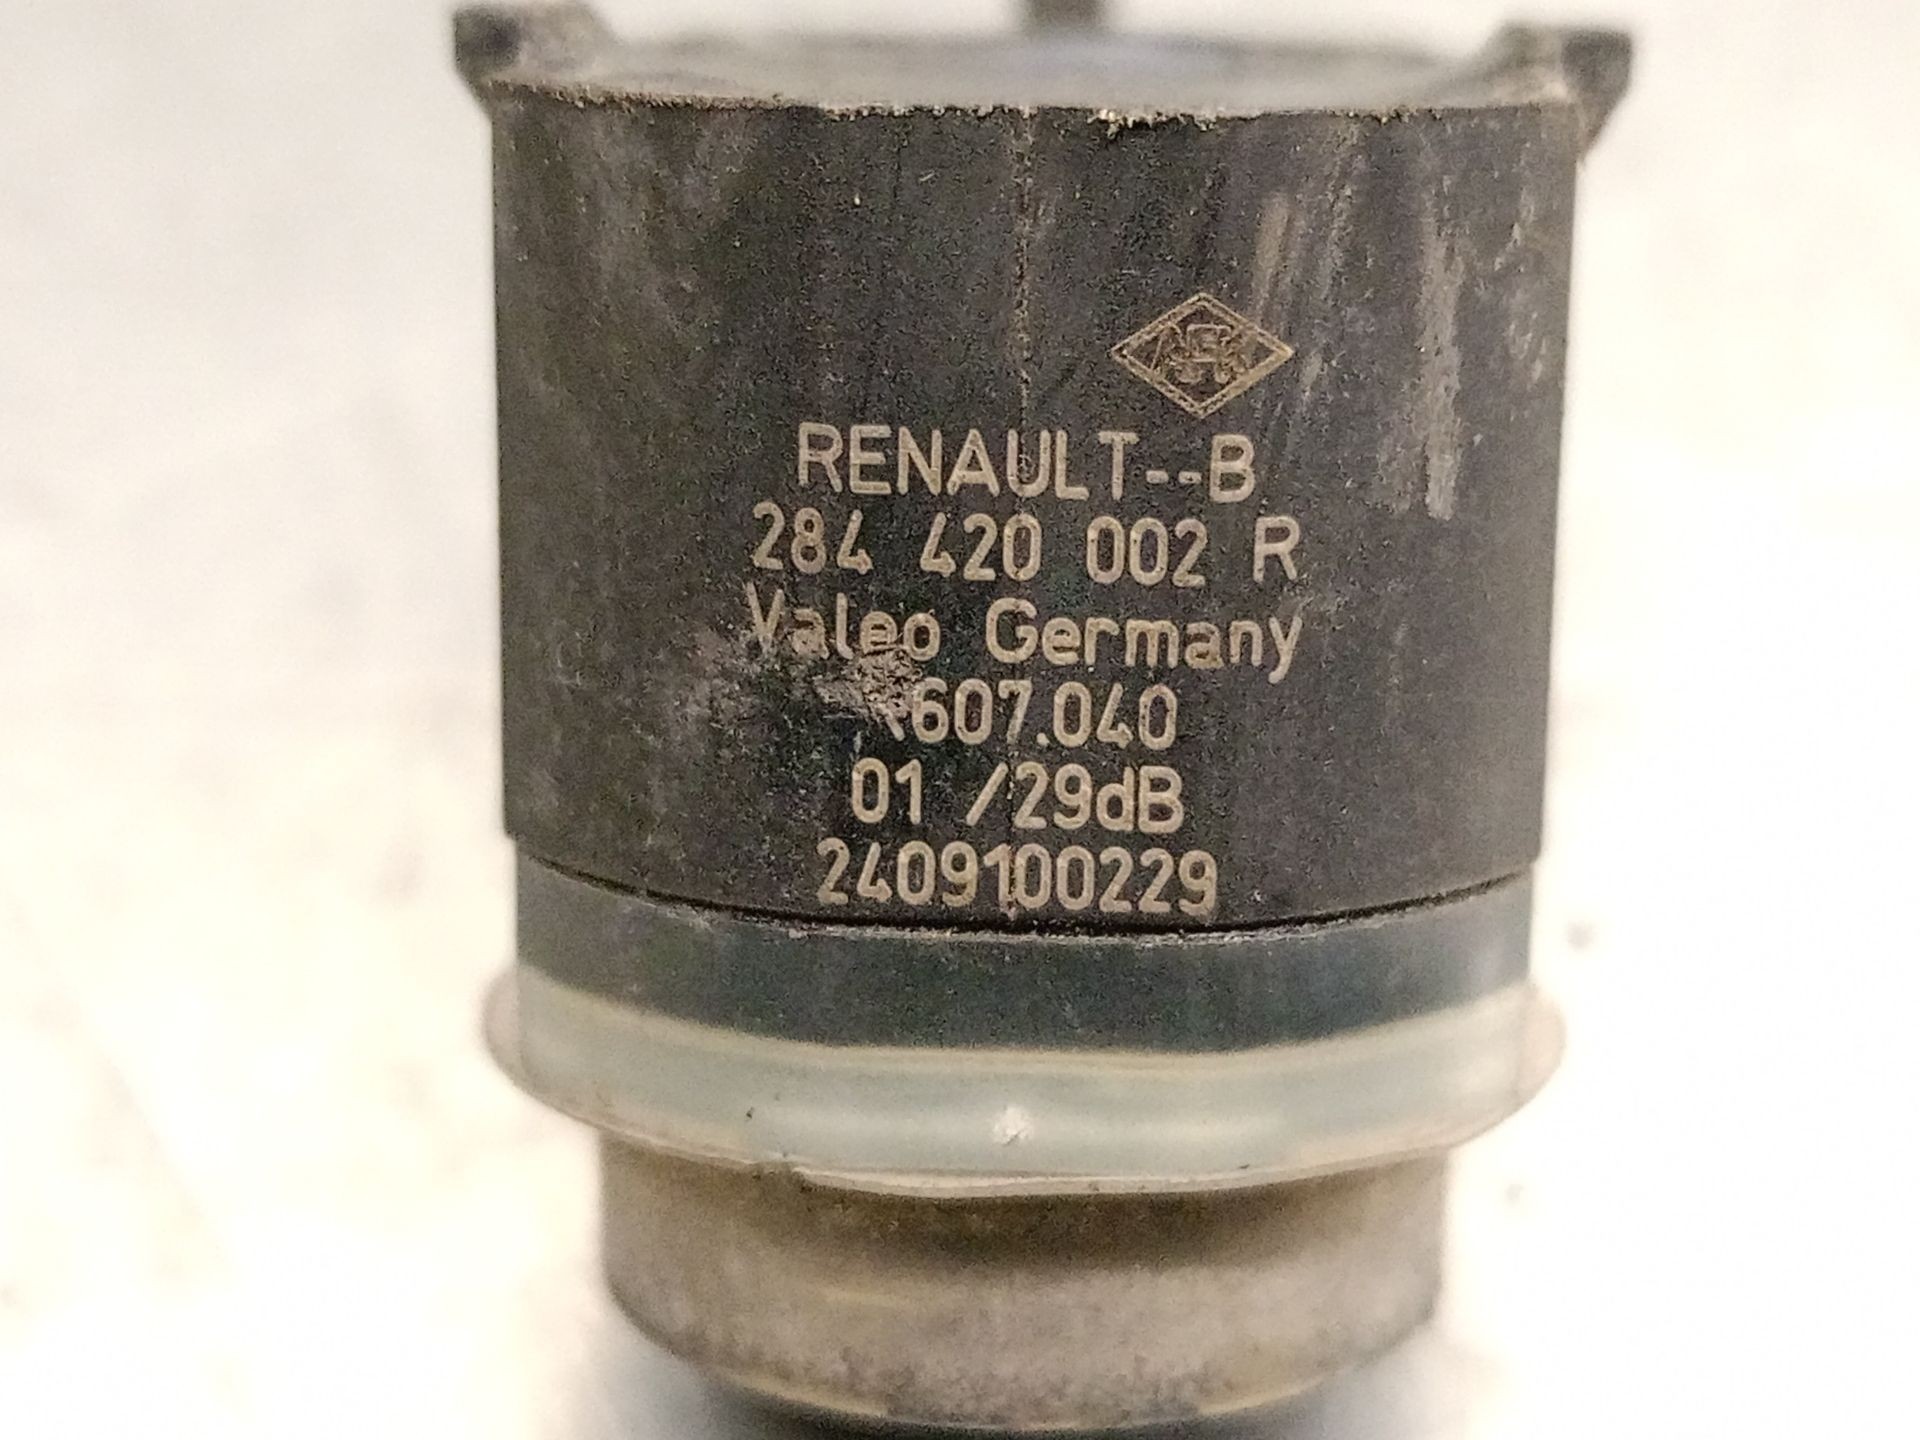 RENAULT--B
284 420 002 R
Valeo Germany
607.040
01 /29dB
2409100229